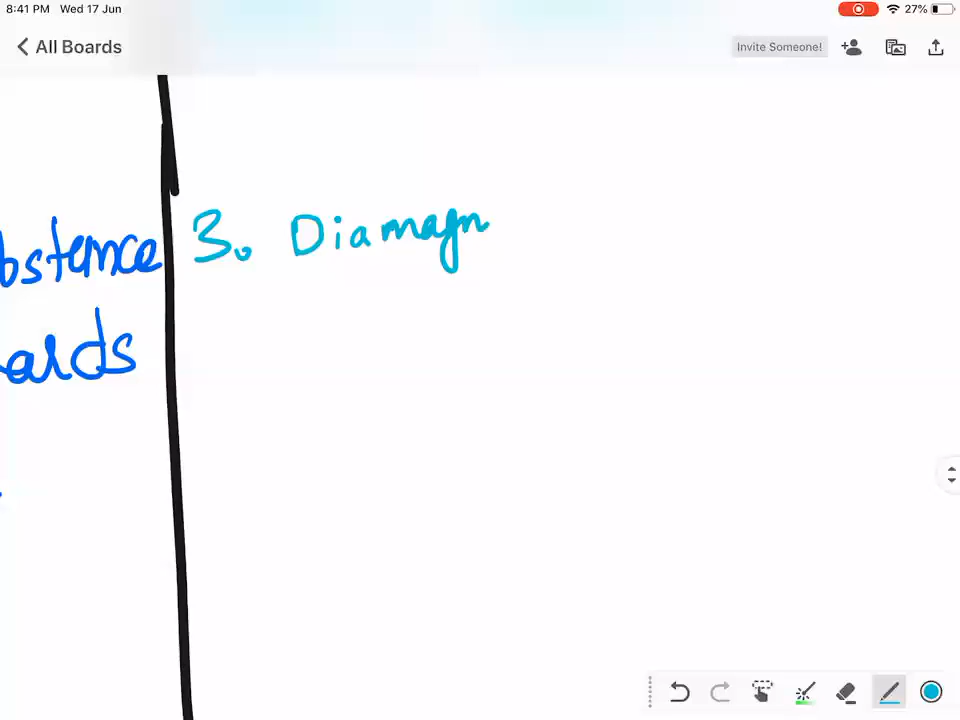 8:41 PM Wed 17 Jun
27%
All Boards
Invite Someone!
bstence
3. Diamagn
ards